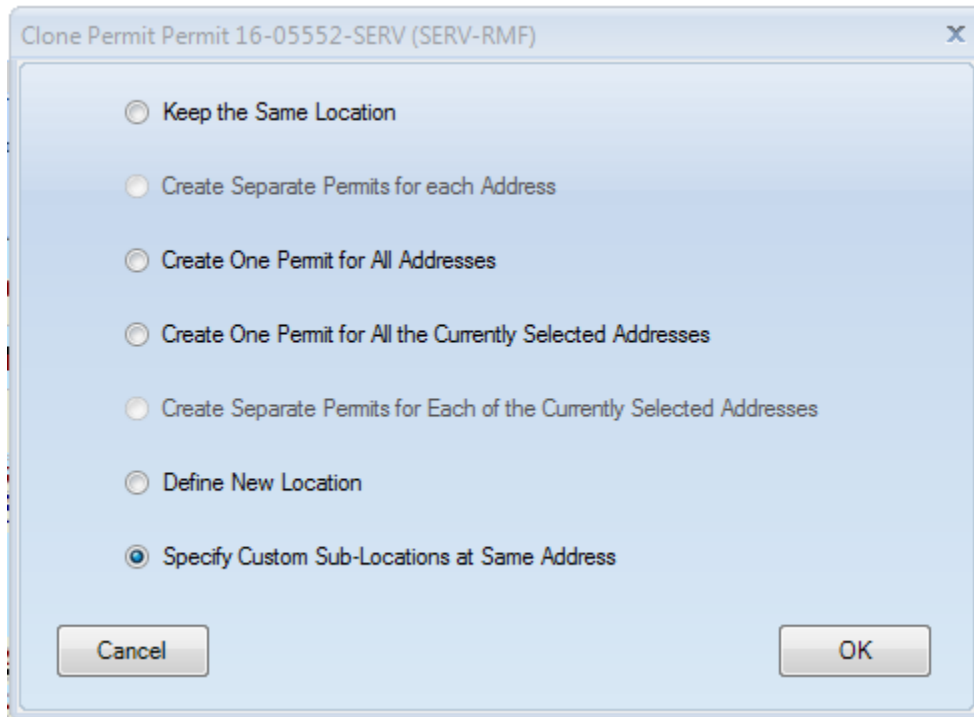 Clone Permit Permit 16-05552-SERV (SERV-RMF)
Keep the Same Location
Create Separate Permits for each Address
Create One Permit for All Addresses
Create One Permit for All the Currently Selected Addresses
Create Separate Permits for Each of the Currently Selected Addresses
Define New Location
Specify Custom Sub-Locations at Same Address
Cancel
OK